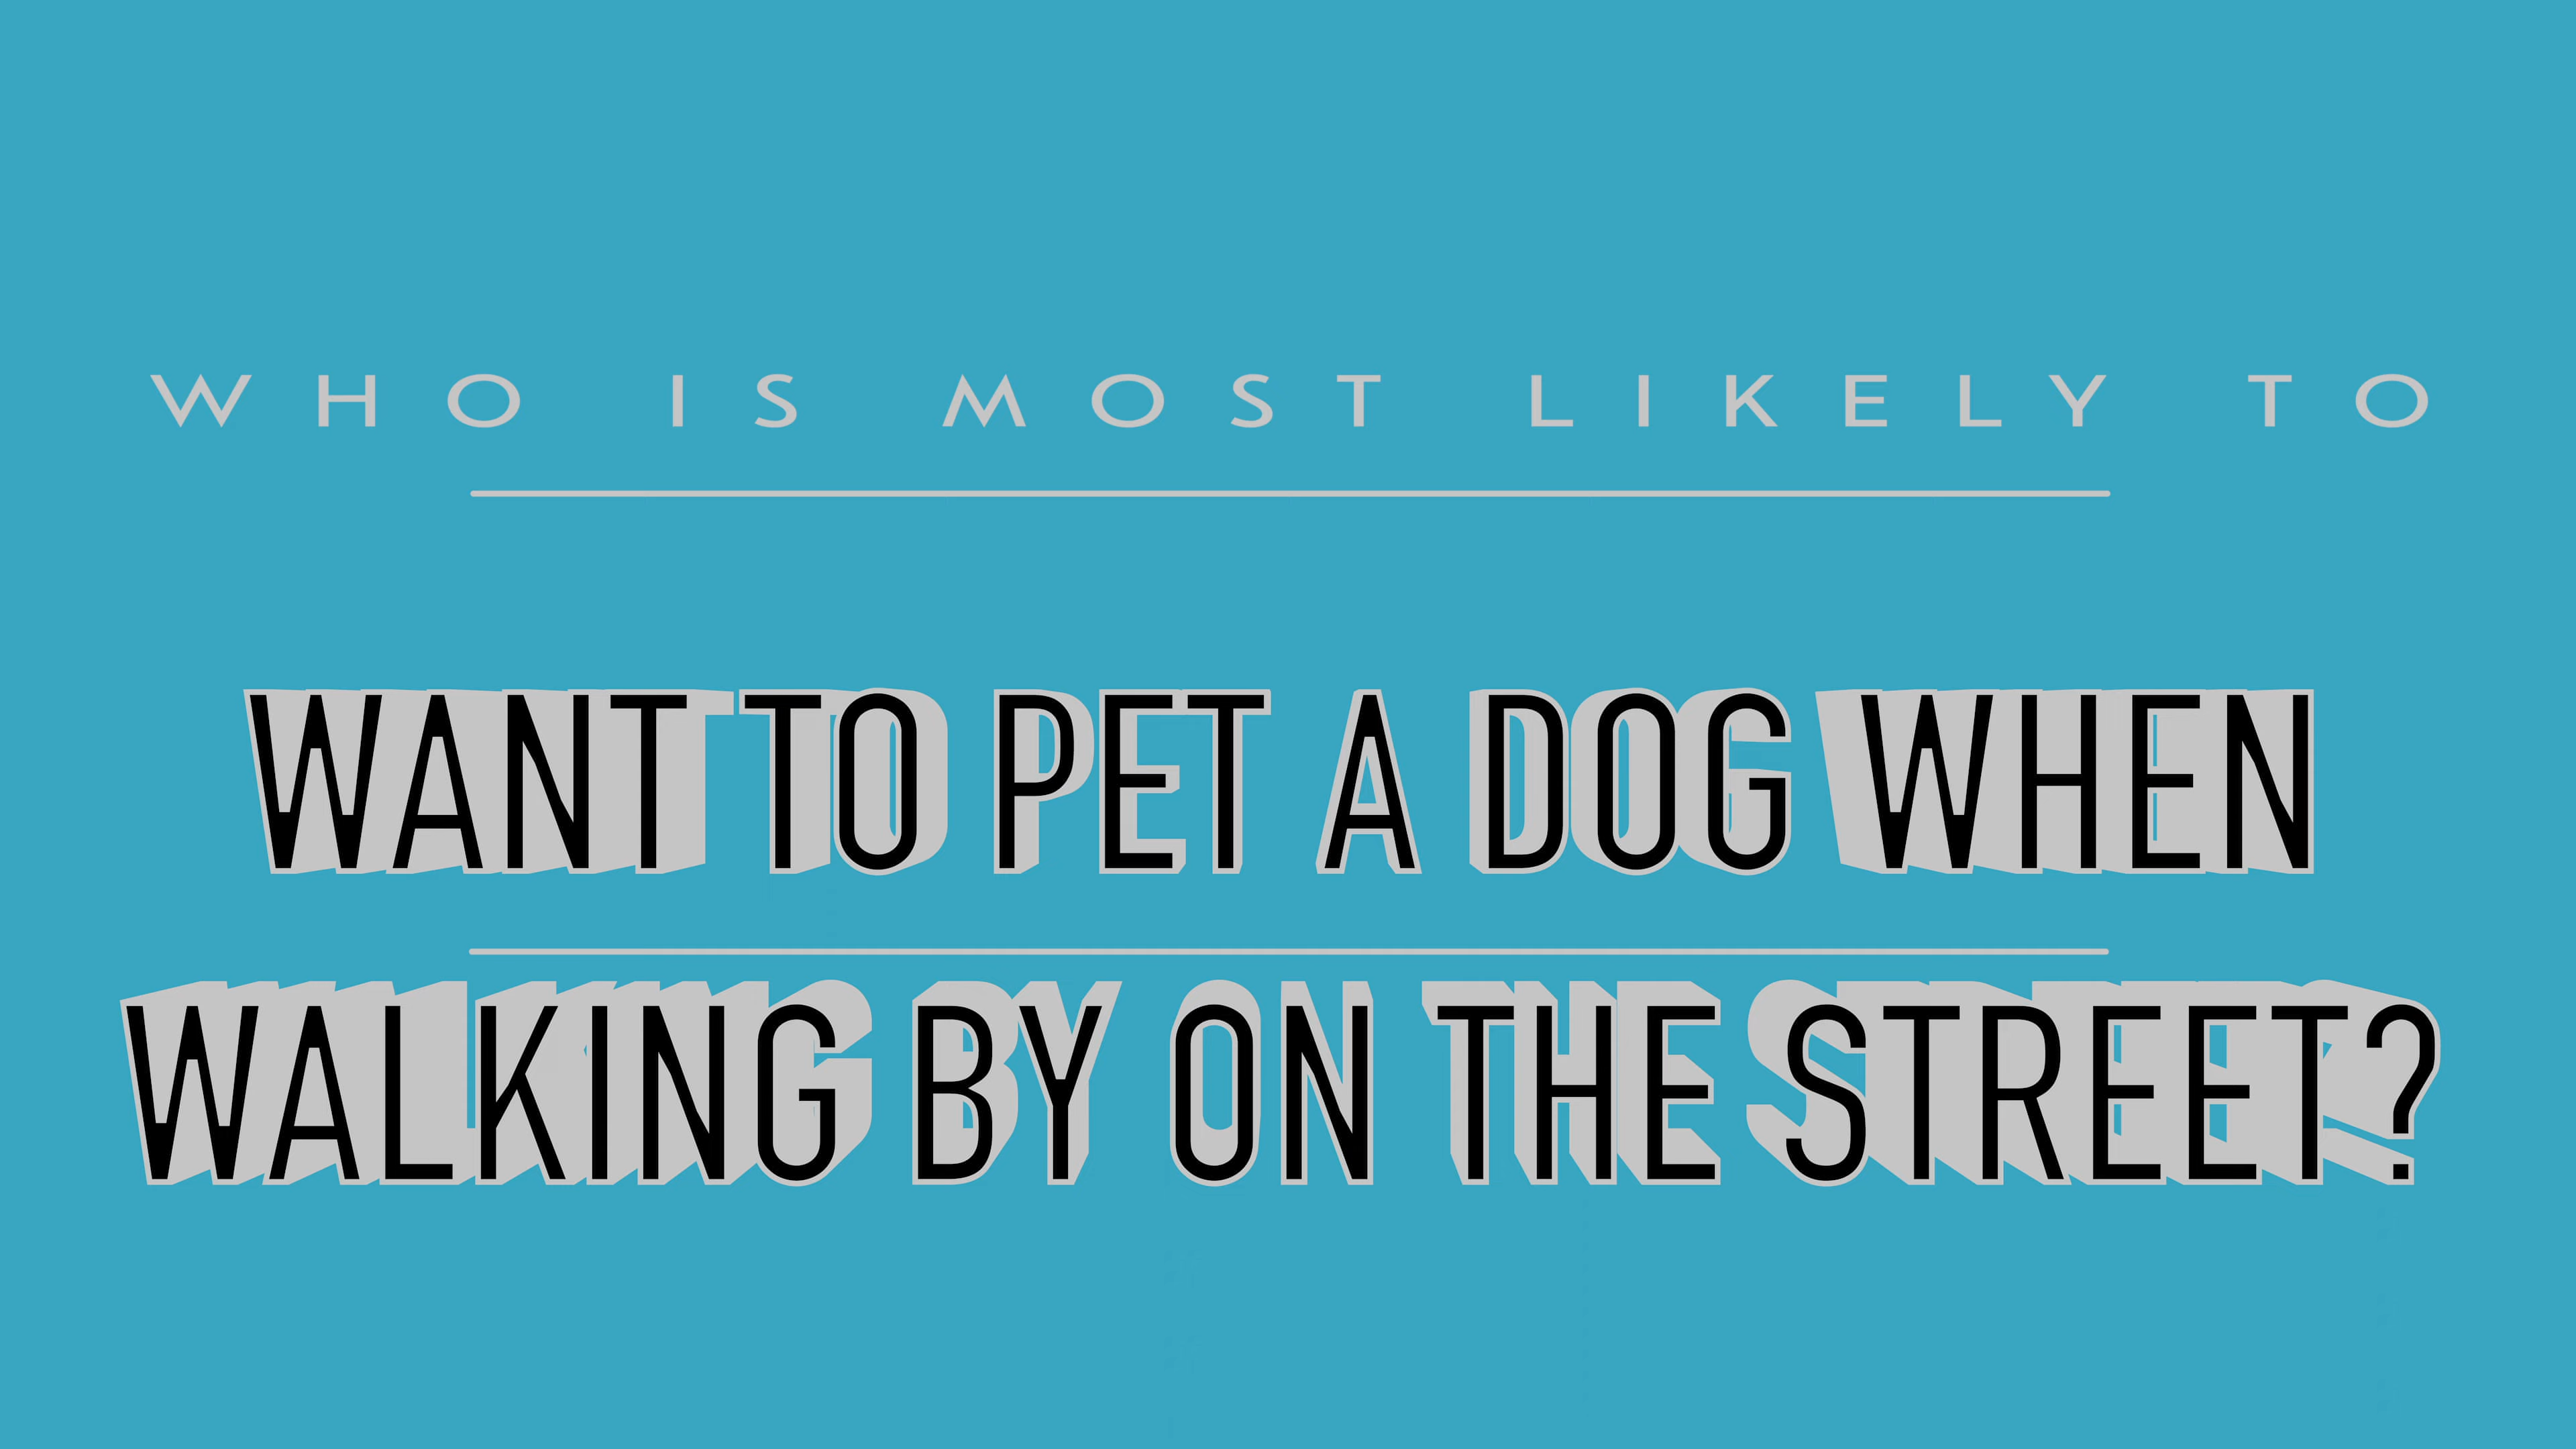 WHO IS MOST LIKELY TO
WANT TO PET A DOG WHEN
WALKING BY ON THE STREET?